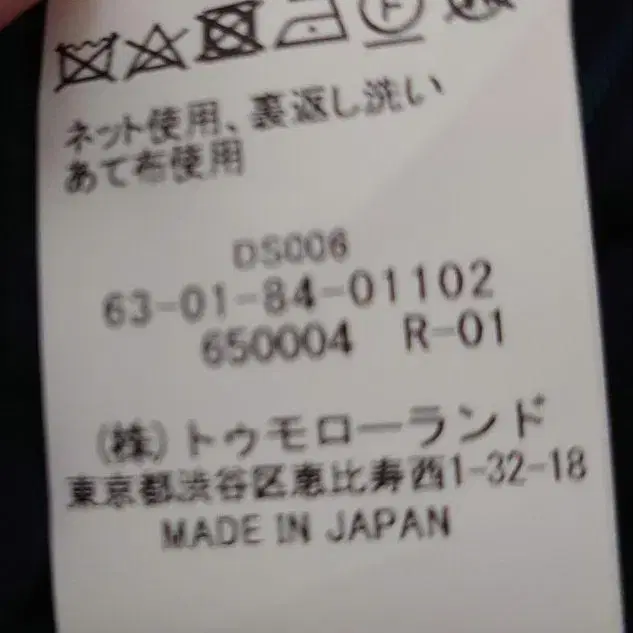 ネット使用、裏返し洗い
あて布使用
DS006
63-01-84-01102
650004 R-01
(株)トゥモローランド
東京都渋谷区恵比寿西1-32-18
MADE IN JAPAN